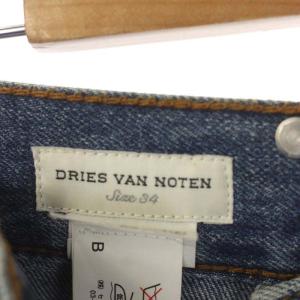 DRIES VAN NOTEN
Size 34
B